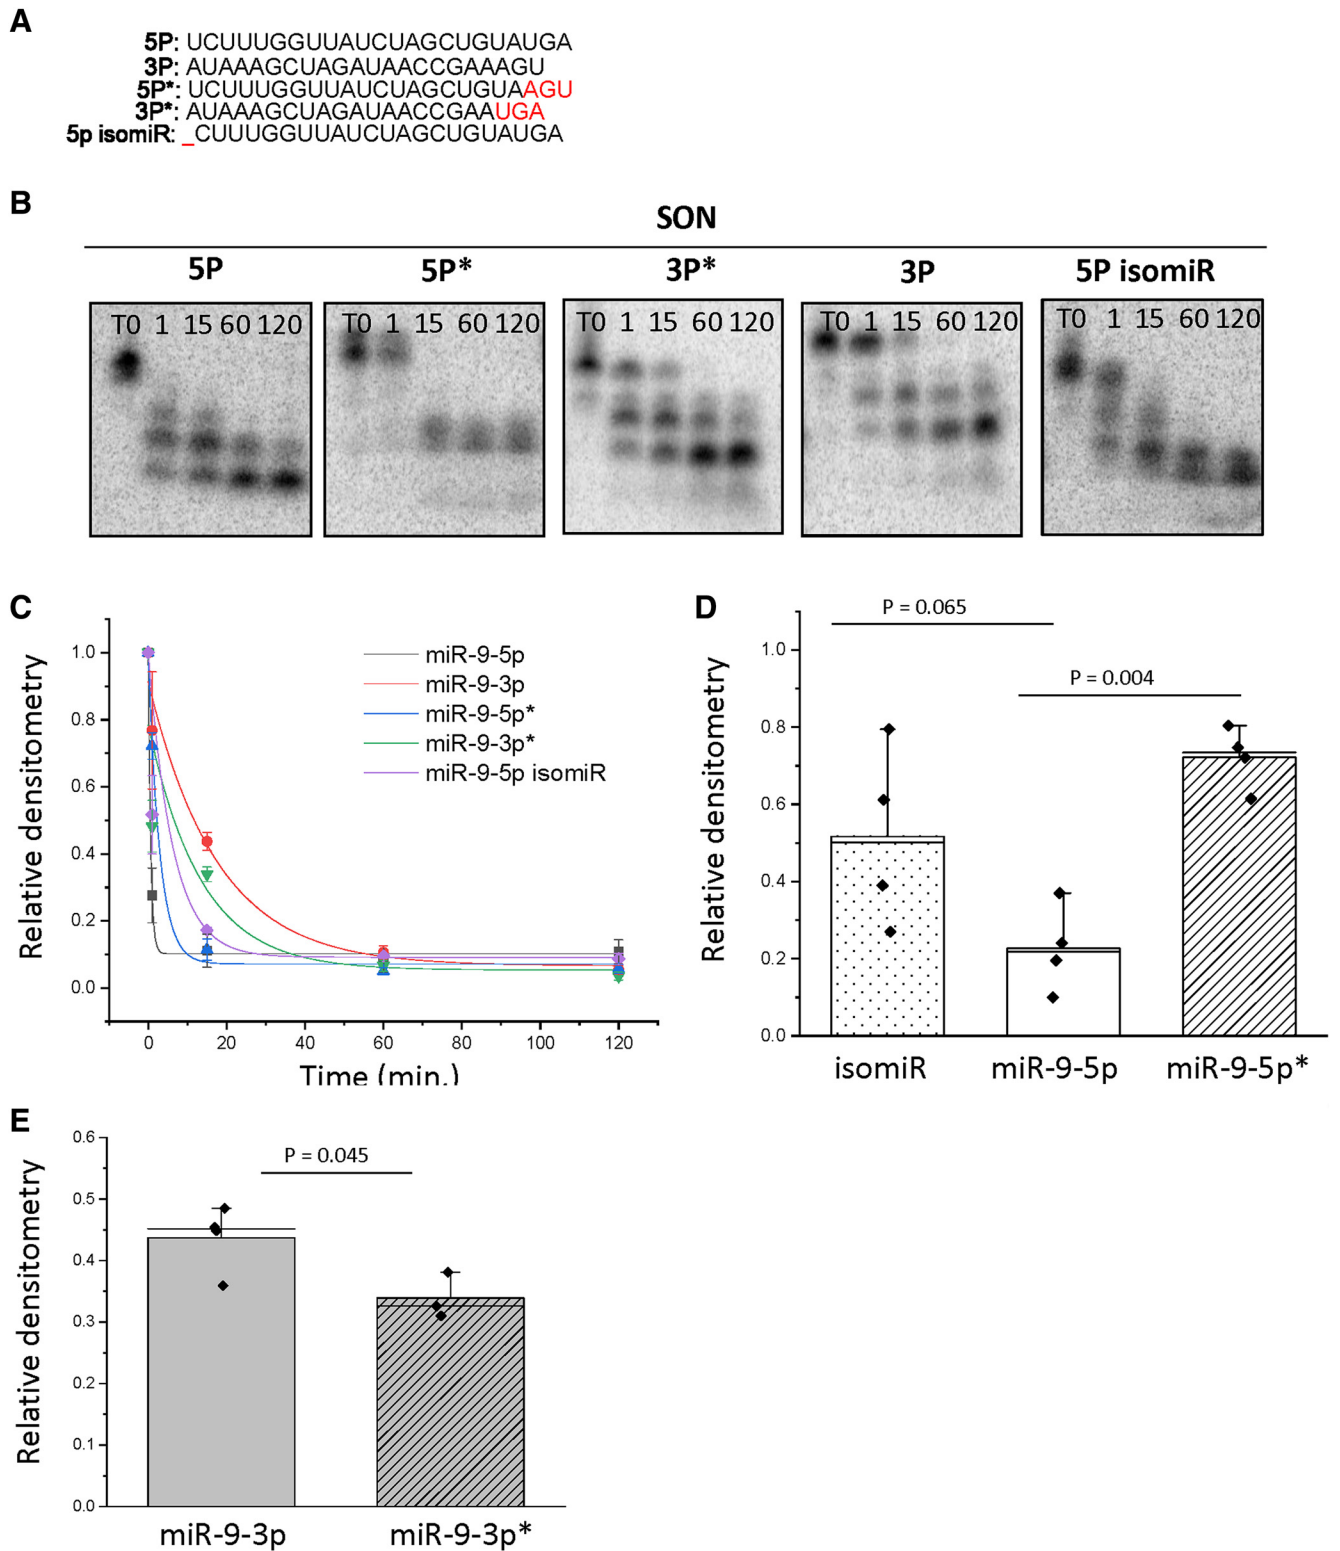 A
5P: UCUUUGGUUAUCUAGCUGUAUGA
3P: AUAAAGCUAGAUAACCGAAAGU
5P*: UCUUUGGUUAUCUAGCUGUAAGU
3P*: AUAAAGCUAGAUAACCGAAUGA
5p isomiR: _CUUUGGUUAUCUAGCUGUAUGA
B
SON
5P 5P* 3P* 3P 5P isomiR
T0 1 15 60 120 T0 1 15 60 120 T0 1 15 60 120 T0 1 15 60 120 T0 1 15 60 120
C
Relative densitometry
1.0
0.8
0.6
0.4
0.2
0.0
miR-9-5p
miR-9-3p
miR-9-5p*
miR-9-3p*
miR-9-5p isomiR
0 20 40 60 80 100 120
Time (min.)
D
P = 0.065
P = 0.004
Relative densitometry
1.0
0.8
0.6
0.4
0.2
0.0
isomiR miR-9-5p miR-9-5p*
E
P = 0.045
Relative densitometry
0.6
0.5
0.4
0.3
0.2
0.1
0.0
miR-9-3p miR-9-3p*